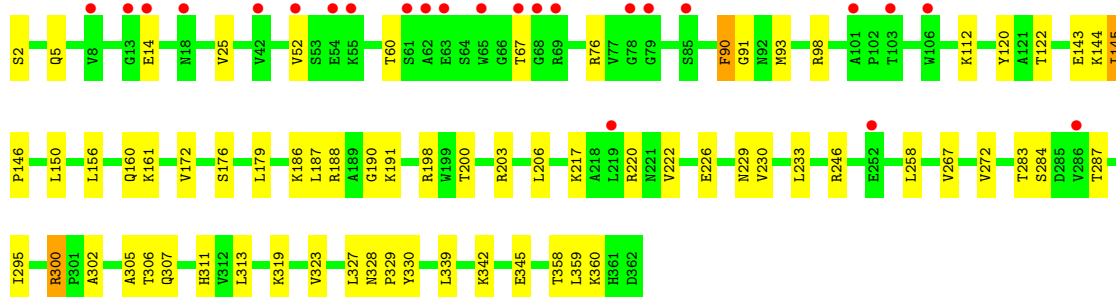 S2 Q5 V8 G13 E14 N18 V25 V42 V52 S53 E54 K55 T60 S61 A62 E63 S64 W65 G66 T67 G68 R69 R76 V77 G78 G79 S85 F90 G91 N92 M93 R98 A101 P102 T103 W106 K112 Y120 A121 T122 E143 K144 I145
P146 L150 L156 Q160 K161 V172 S176 L179 K186 L187 R188 A189 G190 K191 R198 W199 T200 R203 L206 K217 A218 L219 R220 N221 V222 E226 N229 V230 L233 R246 E252 L258 V267 V272 T283 S284 D285 V286 T287
I295 R300 P301 A302 A305 T306 Q307 H311 V312 L313 K319 V323 L327 N328 P329 Y330 L339 K342 E345 T358 L359 K360 H361 D362